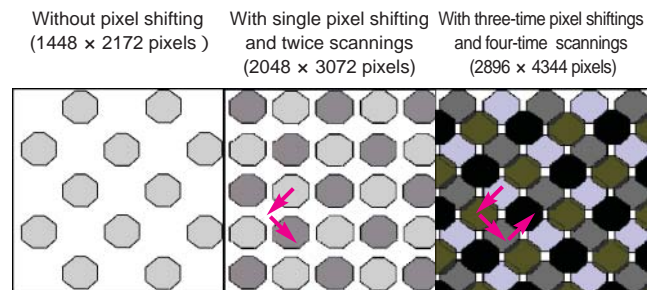 Without pixel shifting
(1448 × 2172 pixels )
With single pixel shifting
and twice scannings
(2048 × 3072 pixels)
With three-time pixel shiftings
and four-time scannings
(2896 × 4344 pixels)